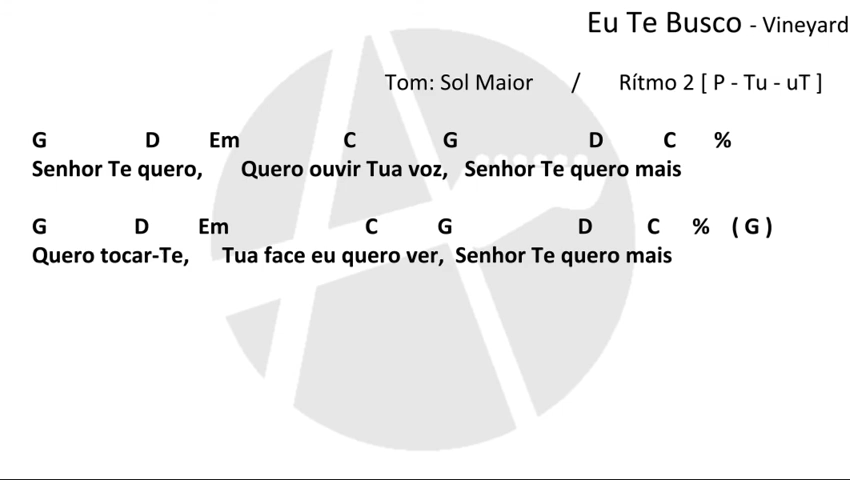 Eu Te Busco - Vineyard
Tom: Sol Maior / Rítmo 2 [ P - Tu - uT ]
G D Em C G D C %
Senhor Te quero, Quero ouvir Tua voz, Senhor Te quero mais
G D Em C G D C % ( G )
Quero tocar-Te, Tua face eu quero ver, Senhor Te quero mais